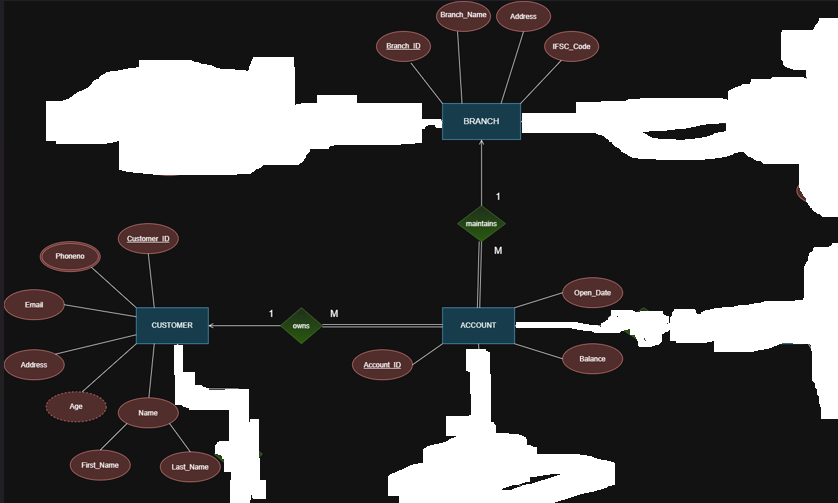 Branch_Name
Address
Branch_ID
IFSC_Code
BRANCH
1
maintains
M
Customer_ID
Phoneno
Email
Open_Date
1
M
CUSTOMER
owns
ACCOUNT
Address
Account_ID
Balance
Age
Name
First_Name
Last_Name